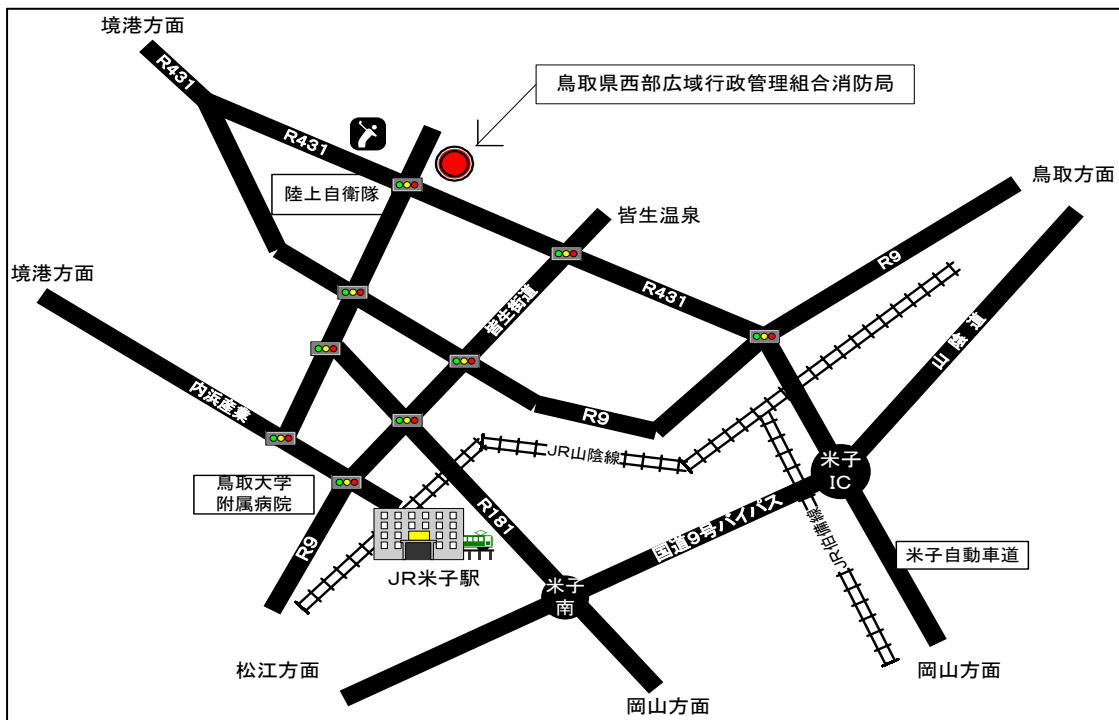 境港方面
R431
鳥取県西部広域行政管理組合消防局
R431
陸上自衛隊
鳥取方面
皆生温泉
境港方面
R9
R431
皆生街道
山陰道
内浜産業
R9
JR山陰線
米子
IC
鳥取大学
附属病院
R181
国道9号バイパス
JR伯備線
R9
米子自動車道
JR米子駅
米子
南
松江方面
岡山方面
岡山方面